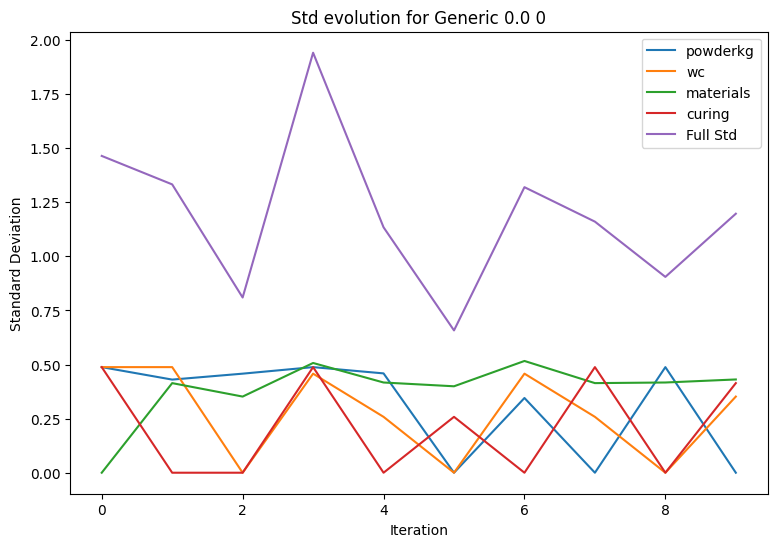 Std evolution for Generic 0.0 0
2.00
1.75
1.50
1.25
1.00
0.75
0.50
0.25
0.00
Standard Deviation
powderkg
wc
materials
curing
Full Std
0 2 4 6 8
Iteration